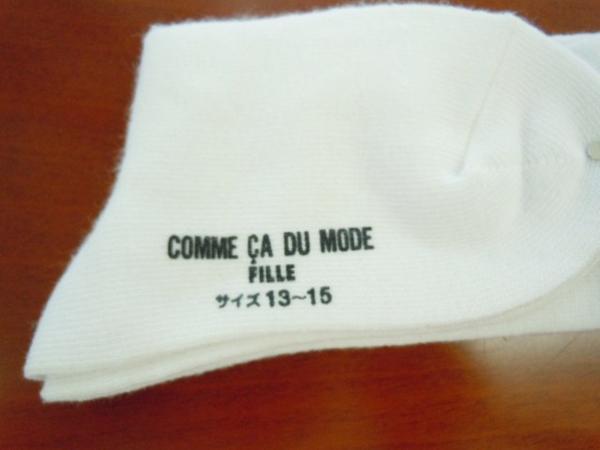 COMME ÇA DU MODE
FILLE
サイズ 13~15